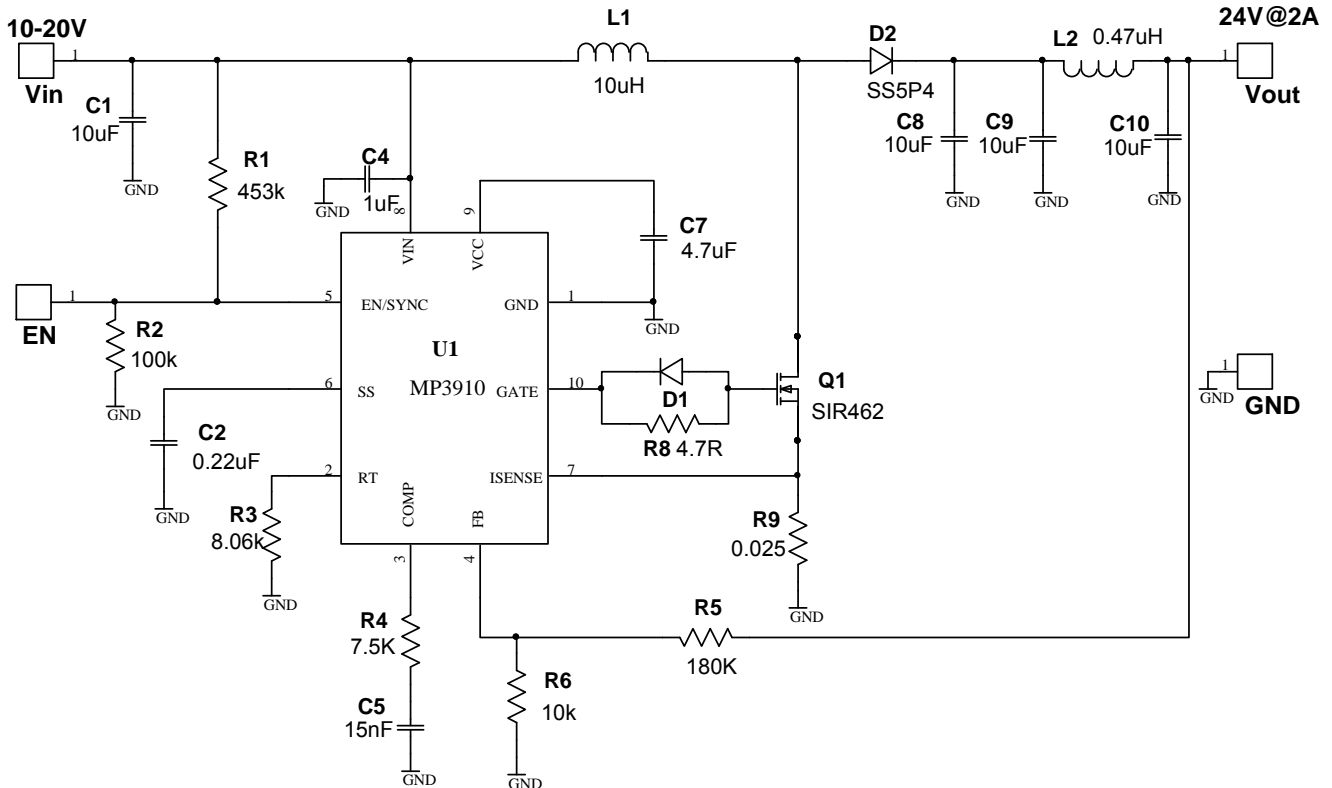 10-20V
1
Vin
C1
10uF
GND
R1
453k
C4
1uF
GND
8
VIN
9
VCC
C7
4.7uF
GND
L1
10uH
D2
SS5P4
C8
10uF
GND
C9
10uF
GND
L2
0.47uH
C10
10uF
GND
24V@2A
1
Vout
1
EN
5
EN/SYNC
R2
100k
GND
GND
1
U1
MP3910
6
SS
C2
0.22uF
GND
GATE
10
D1
R8 4.7R
Q1
SIR462
1
GND
GND
2
RT
R3
8.06k
GND
ISENSE
7
R9
0.025
GND
COMP
3
FB
4
R4
7.5K
C5
15nF
GND
R5
180K
R6
10k
GND